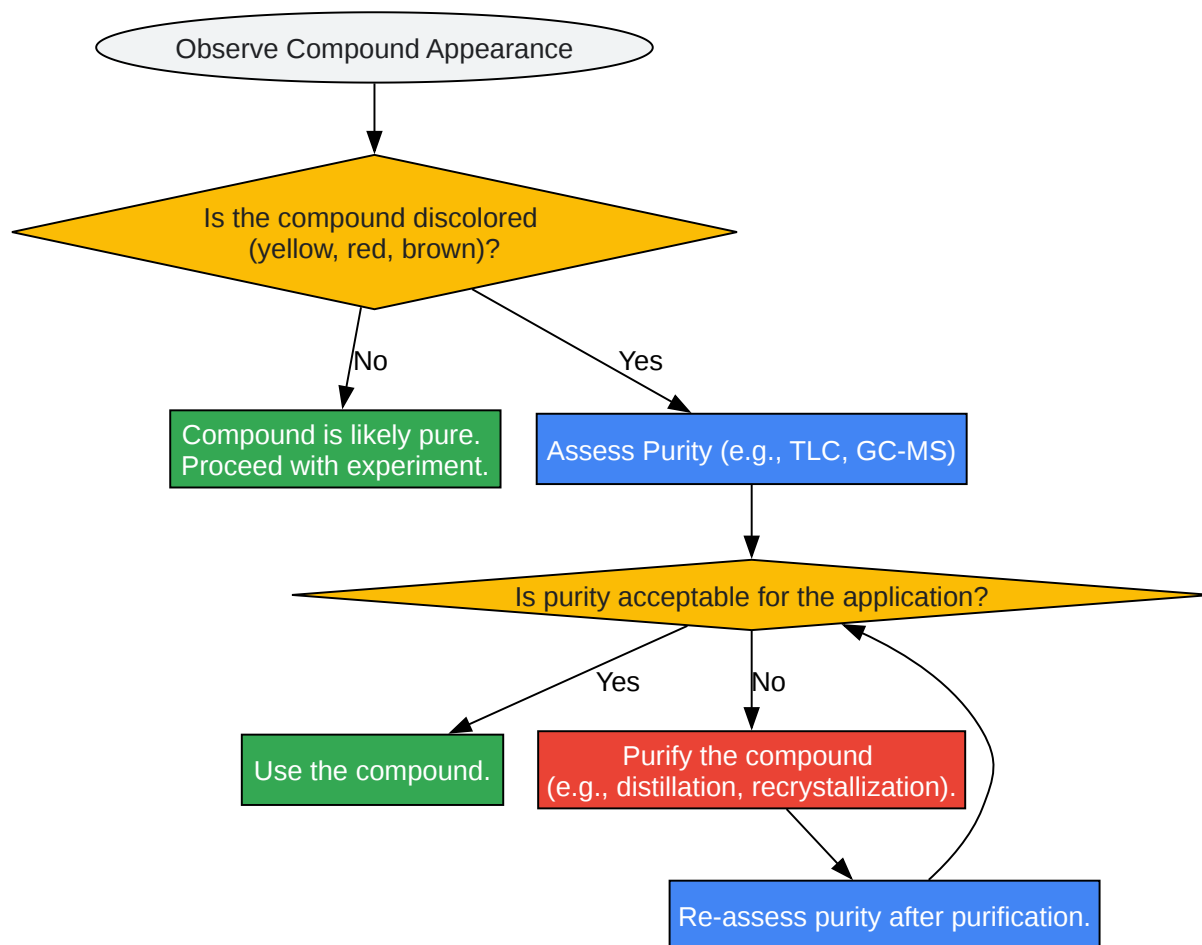 Observe Compound Appearance
Is the compound discolored
(yellow, red, brown)?
No
Yes
Compound is likely pure.
Proceed with experiment.
Assess Purity (e.g., TLC, GC-MS)
Is purity acceptable for the application?
Yes
No
Use the compound.
Purify the compound
(e.g., distillation, recrystallization).
Re-assess purity after purification.